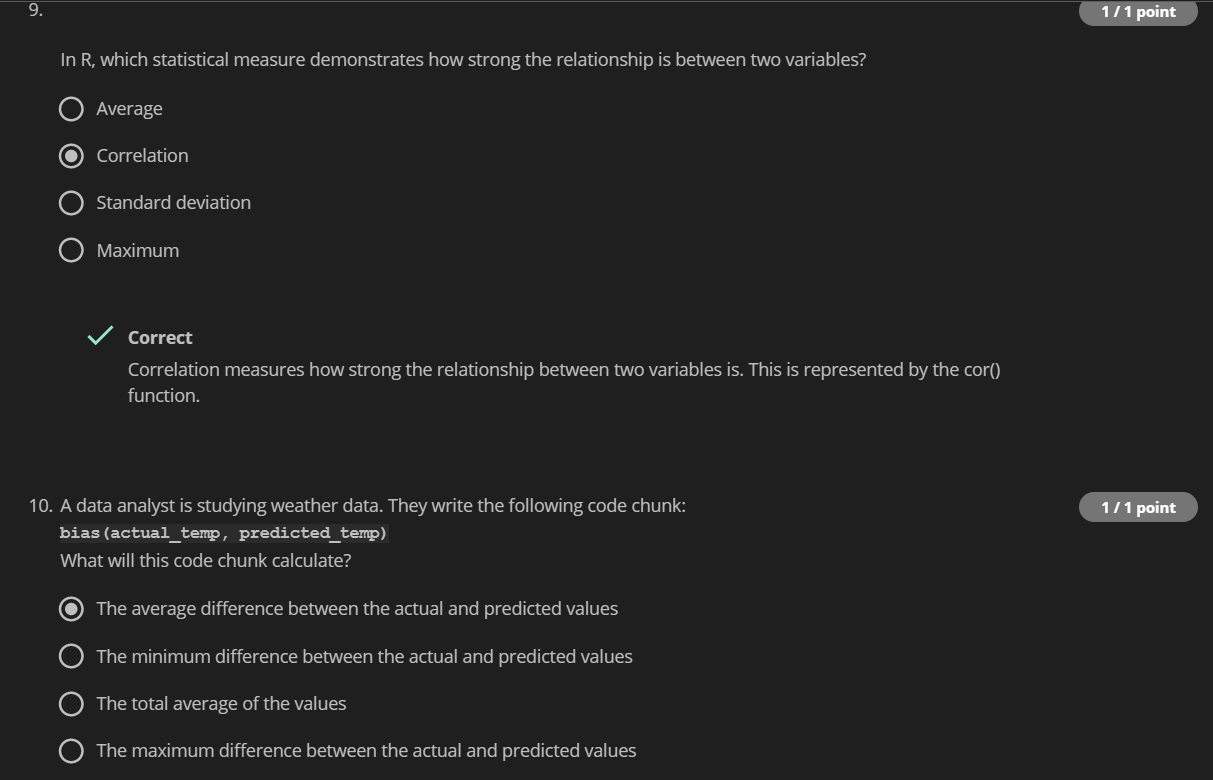 9.
1 / 1 point
In R, which statistical measure demonstrates how strong the relationship is between two variables?
Average
Correlation
Standard deviation
Maximum
Correct
Correlation measures how strong the relationship between two variables is. This is represented by the cor()
function.
10. A data analyst is studying weather data. They write the following code chunk:
1 / 1 point
bias(actual_temp, predicted_temp)
What will this code chunk calculate?
The average difference between the actual and predicted values
The minimum difference between the actual and predicted values
The total average of the values
The maximum difference between the actual and predicted values